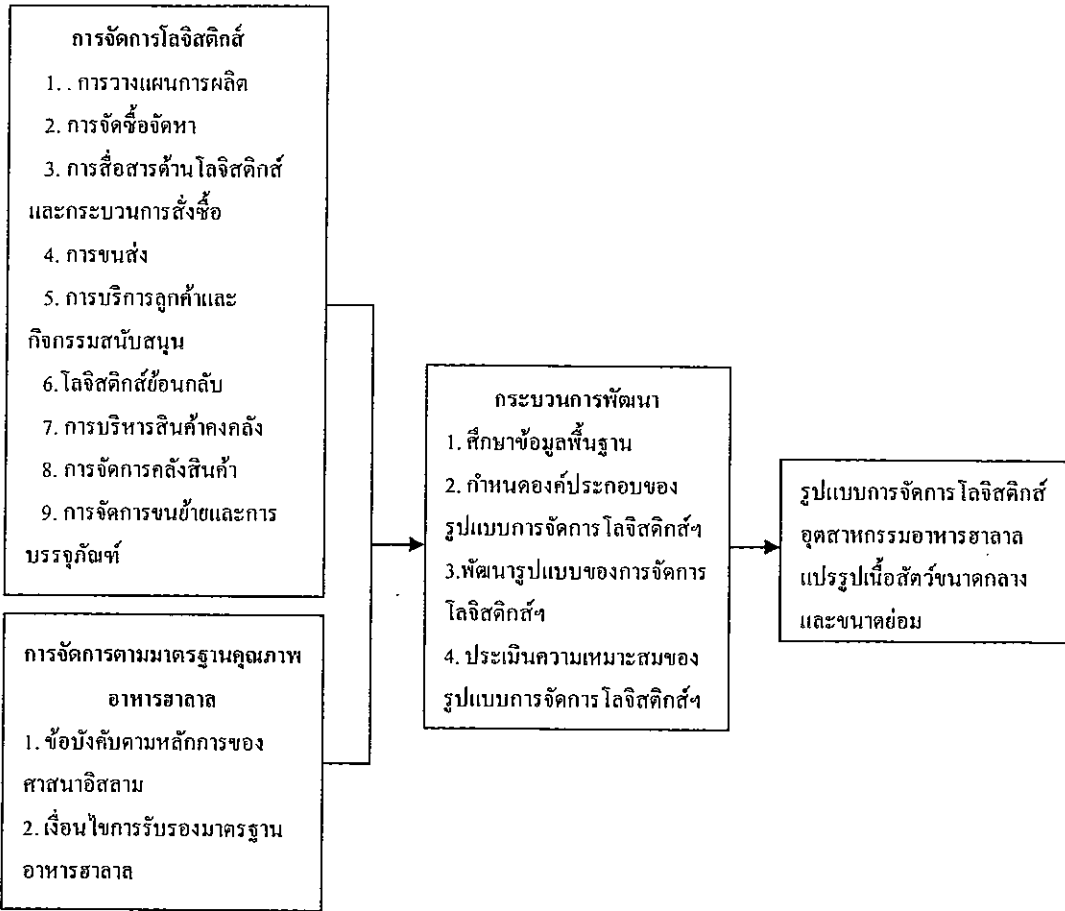 การจัดการโลจิสติกส์
1. . การวางแผนการผลิต
2. การจัดซื้อจัดหา
3. การสื่อสารด้านโลจิสติกส์
และกระบวนการสั่งซื้อ
4. การขนส่ง
5. การบริการลูกค้าและ
กิจกรรมสนับสนุน
6. โลจิสติกส์ย้อนกลับ
7. การบริหารสินค้าคงคลัง
8. การจัดการคลังสินค้า
9. การจัดการขนย้ายและการ
บรรจุภัณฑ์
การจัดการตามมาตรฐานคุณภาพ
อาหารฮาลาล
1. ข้อบังคับตามหลักการของ
ศาสนาอิสลาม
2. เงื่อนไขการรับรองมาตรฐาน
อาหารฮาลาล
กระบวนการพัฒนา
1. ศึกษาข้อมูลพื้นฐาน
2. กำหนดองค์ประกอบของ
รูปแบบการจัดการโลจิสติกส์ฯ
3.พัฒนารูปแบบของการจัดการ
โลจิสติกส์ฯ
4. ประเมินความเหมาะสมของ
รูปแบบการจัดการโลจิสติกส์ฯ
รูปแบบการจัดการโลจิสติกส์
อุตสาหกรรมอาหารฮาลาล
แปรรูปเนื้อสัตว์ขนาดกลาง
และขนาดย่อม